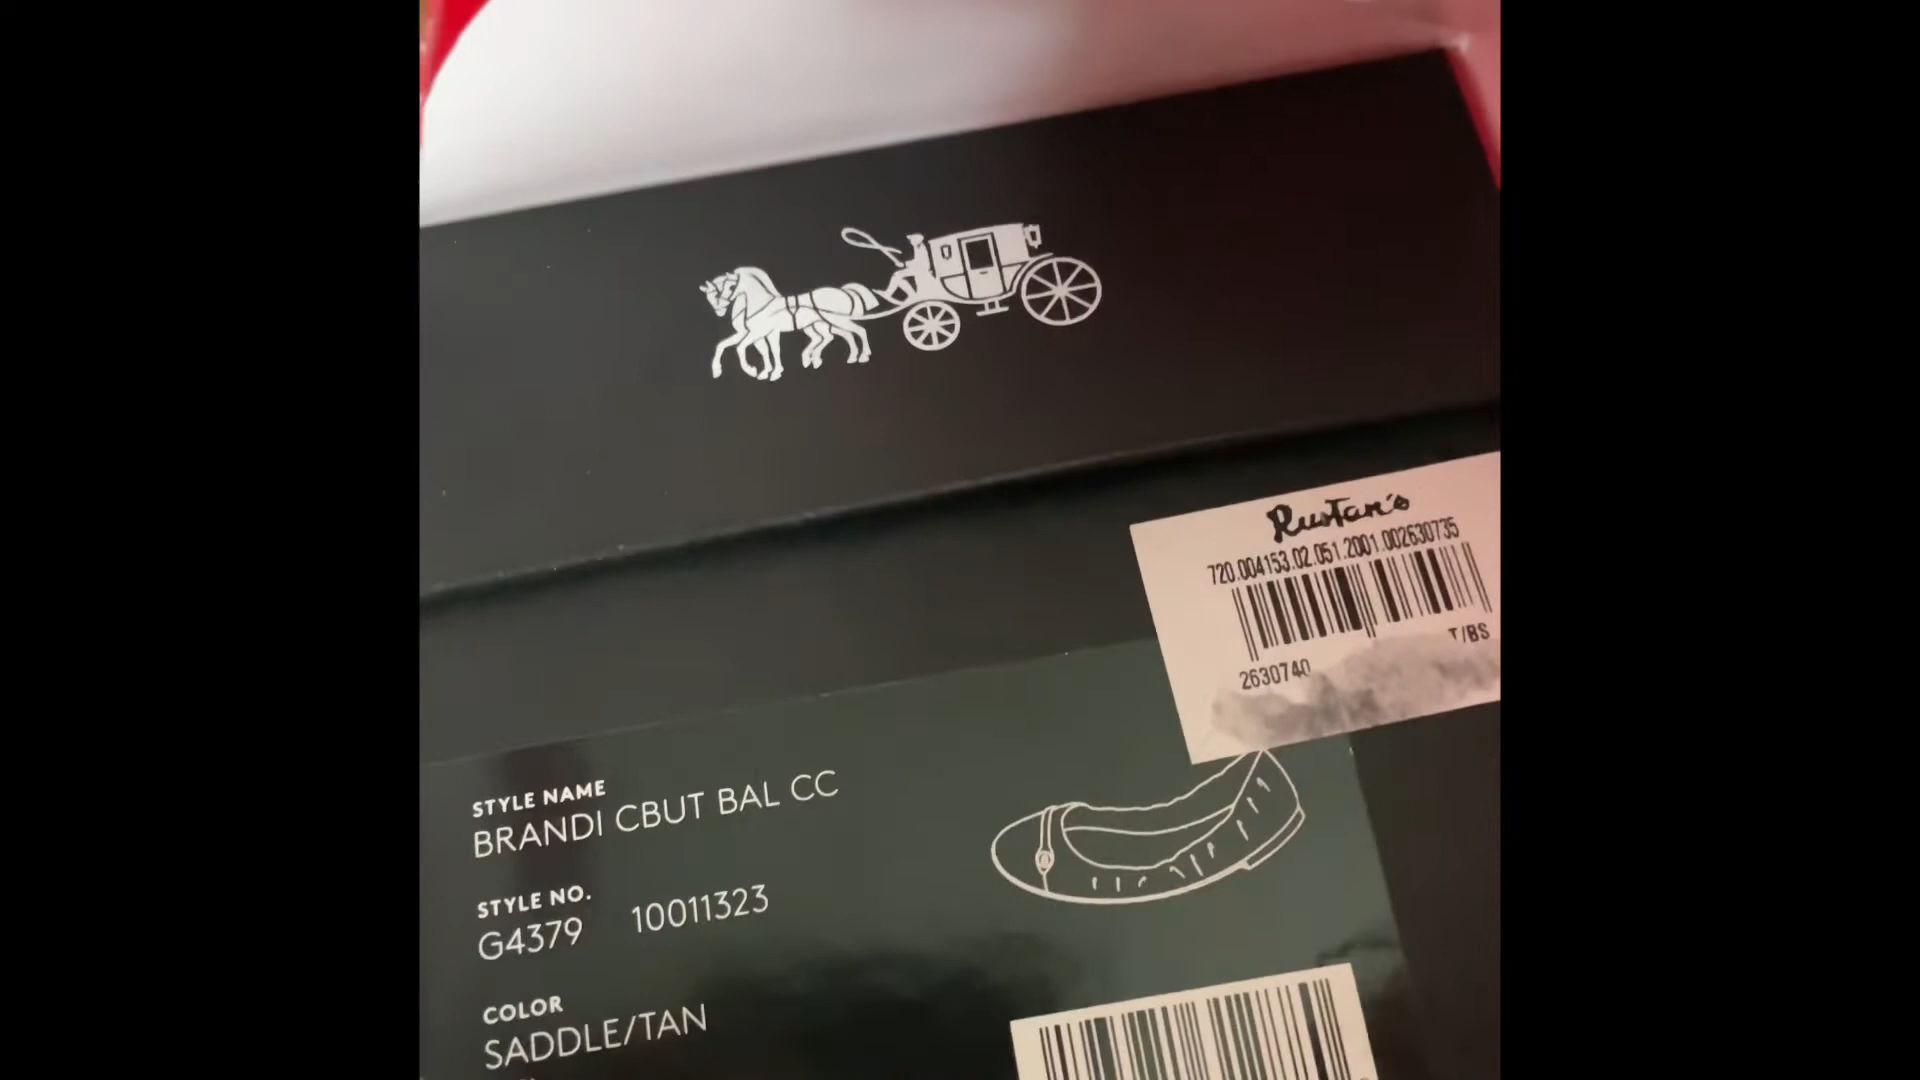 Rustan's
720.004153.02.051.2001.002630735
T/BS
2630740
STYLE NAME
BRANDI CBUT BAL CC
STYLE NO.
G4379 10011323
COLOR
SADDLE/TAN